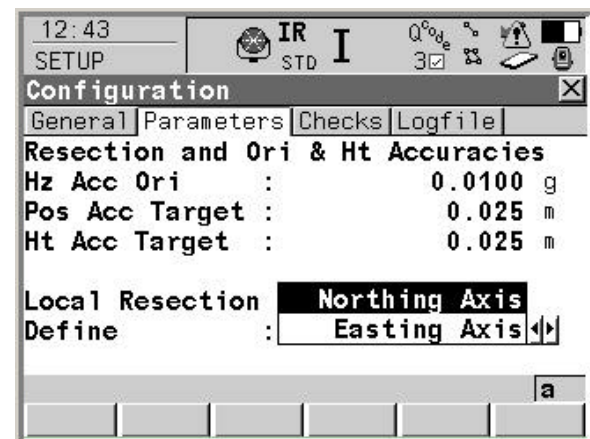 12:43
SETUP
IR
STD
I
Qcode
3
Configuration
General Parameters Checks Logfile
Resection and Ori & Ht Accuracies
Hz Acc Ori : 0.0100 g
Pos Acc Target : 0.025 m
Ht Acc Target : 0.025 m
Local Resection Northing Axis
Define : Easting Axis
a